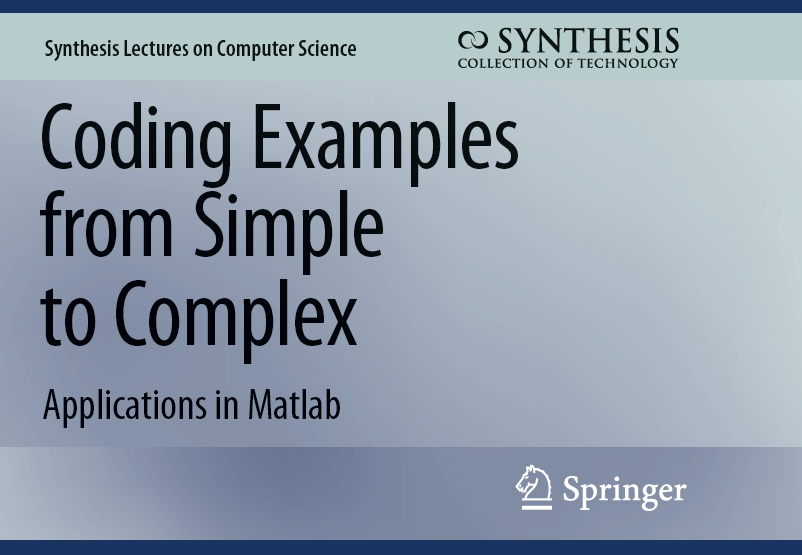 Synthesis Lectures on Computer Science
SYNTHESIS
COLLECTION OF TECHNOLOGY
Coding Examples
from Simple
to Complex
Applications in Matlab
Springer